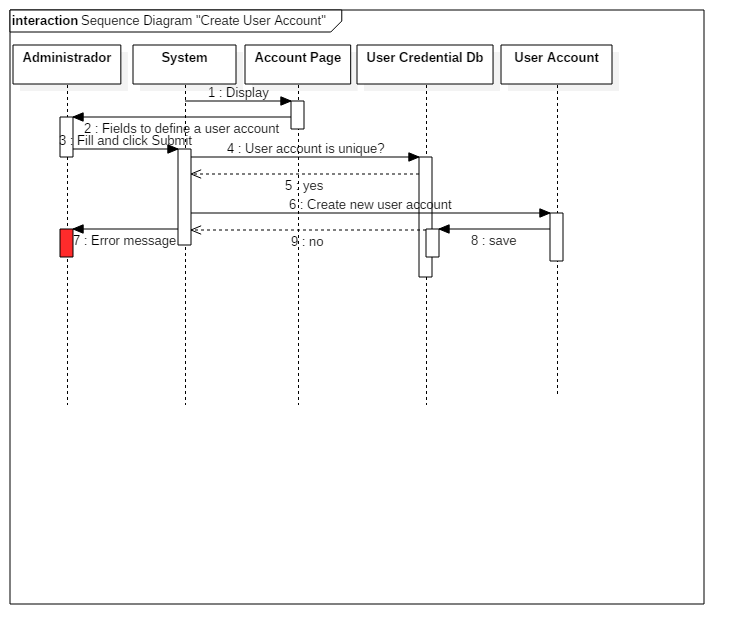 interaction Sequence Diagram "Create User Account"
Administrador
System
Account Page
User Credential Db
User Account
1 : Display
2 : Fields to define a user account
3 : Fill and click Submit
4 : User account is unique?
5 : yes
6 : Create new user account
7 : Error message
9 : no
8 : save